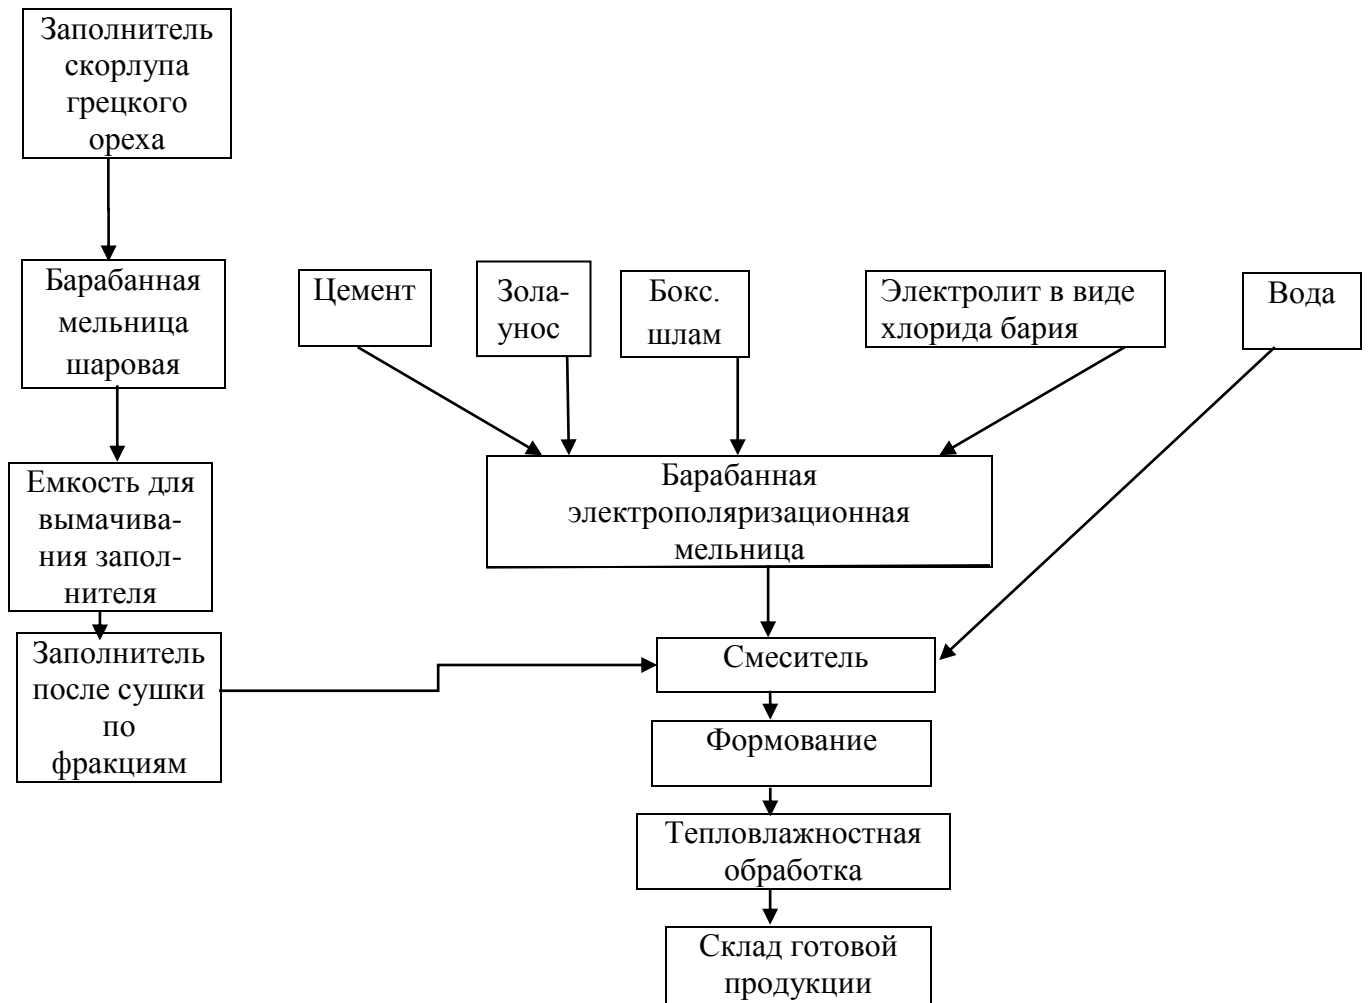 Заполнитель
скорлупа
грецкого
ореха
Барабанная
мельница
шаровая
Цемент
Зола-
унос
Бокс.
шлам
Электролит в виде
хлорида бария
Вода
Барабанная
электрополяризационная
мельница
Емкость для
вымачива-
ния запол-
нителя
Заполнитель
после сушки
по
фракциям
Смеситель
Формование
Тепловлажностная
обработка
Склад готовой
продукции